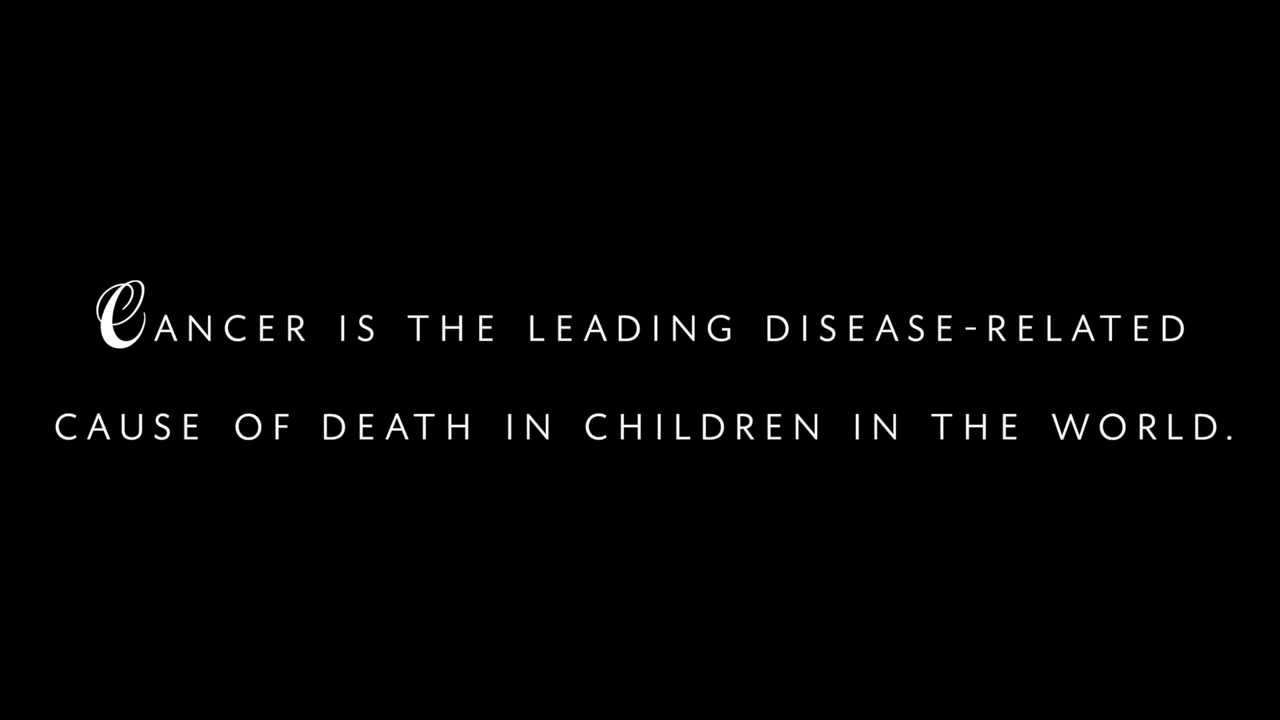 CANCER IS THE LEADING DISEASE-RELATED
CAUSE OF DEATH IN CHILDREN IN THE WORLD.